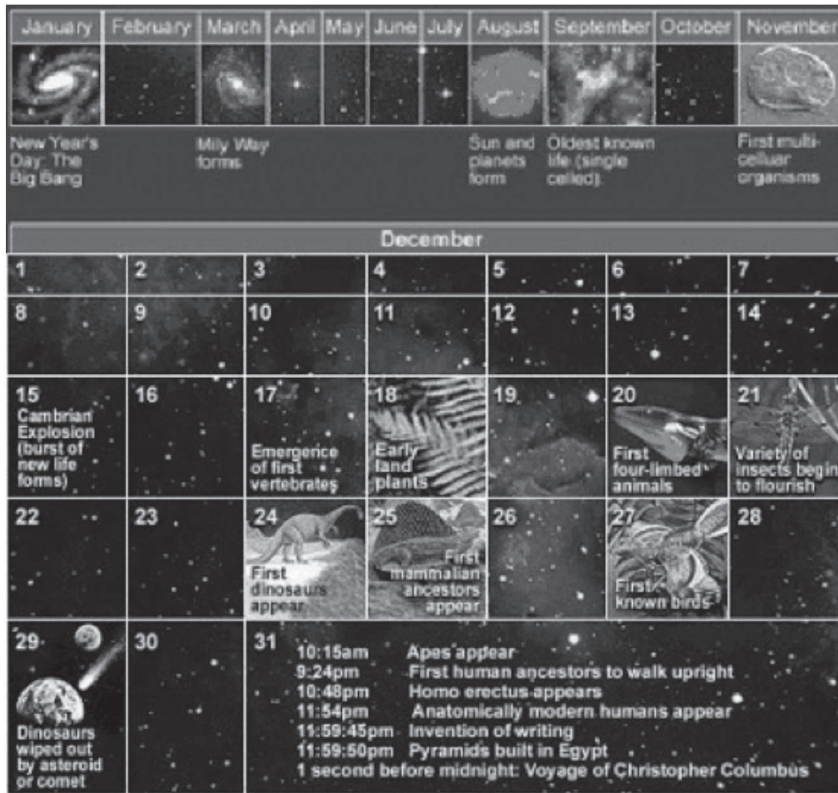 January February March April May June July August September October November
New Year's
Day: The
Big Bang
Mily Way
forms
Sun and
planets
form
Oldest known
life (single
celled).
First multi-
celluar
organisms
December
1 2 3 4 5 6 7
8 9 10 11 12 13 14
15
Cambrian
Explosion
(burst of
new life
forms)
16
17
Emergence
of first
vertebrates
18
Early
land
plants
19
20
First
four-limbed
animals
21
Variety of
insects begin
to flourish
22
23
24
First
dinosaurs
appear
25
First
mammalian
ancestors
appear
26
27
First
known birds
28
29
Dinosaurs
wiped out
by asteroid
or comet
30
31
10:15am Apes appear
9:24pm First human ancestors to walk upright
10:48pm Homo erectus appears
11:54pm Anatomically modern humans appear
11:59:45pm Invention of writing
11:59:50pm Pyramids built in Egypt
1 second before midnight: Voyage of Christopher Columbus